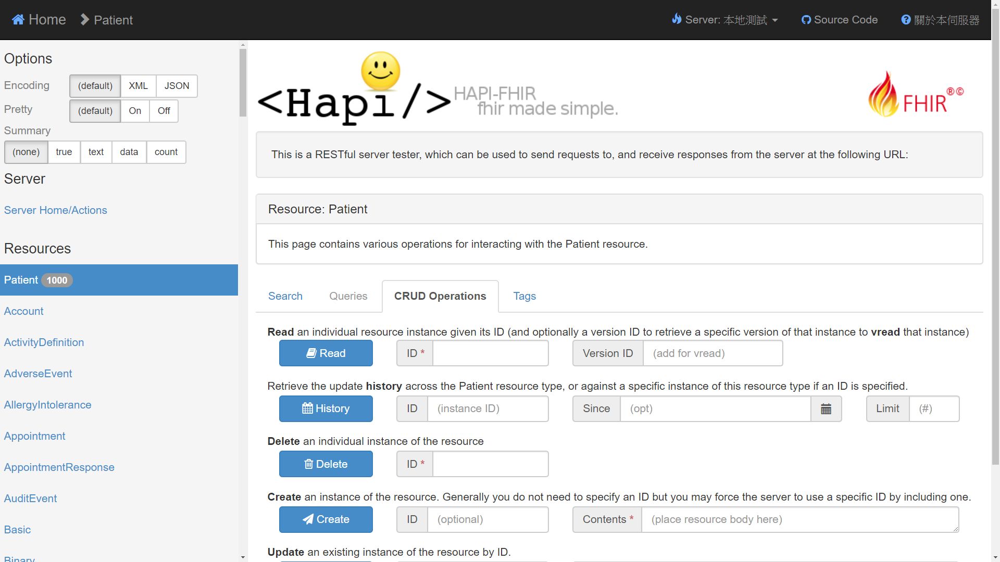 Home Patient Server: 本地測試 Source Code 關於本伺服器
Options
Encoding (default) XML JSON
Pretty (default) On Off
Summary
(none) true text data count
Server
Server Home/Actions
Resources
Patient 1000
Account
ActivityDefinition
AdverseEvent
AllergyIntolerance
Appointment
AppointmentResponse
AuditEvent
Basic
Binary
<Hapi/> HAPI-FHIR
fhir made simple.
FHIR®©
This is a RESTful server tester, which can be used to send requests to, and receive responses from the server at the following URL:
Resource: Patient
This page contains various operations for interacting with the Patient resource.
Search Queries CRUD Operations Tags
Read an individual resource instance given its ID (and optionally a version ID to retrieve a specific version of that instance to vread that instance)
Read ID * Version ID (add for vread)
Retrieve the update history across the Patient resource type, or against a specific instance of this resource type if an ID is specified.
History ID (instance ID) Since (opt) Limit (#)
Delete an individual instance of the resource
Delete ID *
Create an instance of the resource. Generally you do not need to specify an ID but you may force the server to use a specific ID by including one.
Create ID (optional) Contents * (place resource body here)
Update an existing instance of the resource by ID.